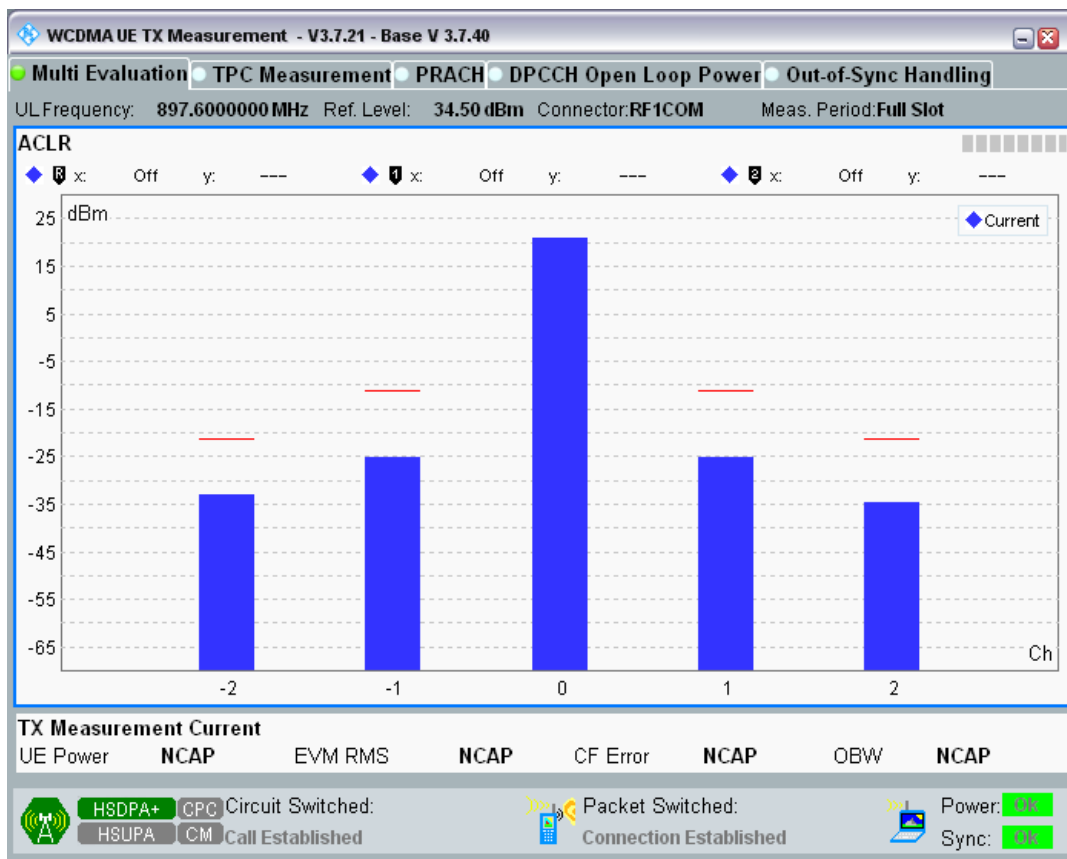 WCDMA UE TX Measurement - V3.7.21 - Base V 3.7.40
Multi Evaluation TPC Measurement PRACH DPCCH Open Loop Power Out-of-Sync Handling
UL Frequency: 897.6000000 MHz Ref. Level: 34.50 dBm Connector:RF1COM Meas. Period:Full Slot
ACLR
R x: Off y: --- 1 x: Off y: --- 2 x: Off y: ---
dBm
Current
25
15
5
-5
-15
-25
-35
-45
-55
-65
Ch
-2 -1 0 1 2
TX Measurement Current
UE Power NCAP EVM RMS NCAP CF Error NCAP OBW NCAP
HSDPA+ CPC Circuit Switched: Packet Switched: Power: OK
HSUPA CM Call Established Connection Established Sync: OK